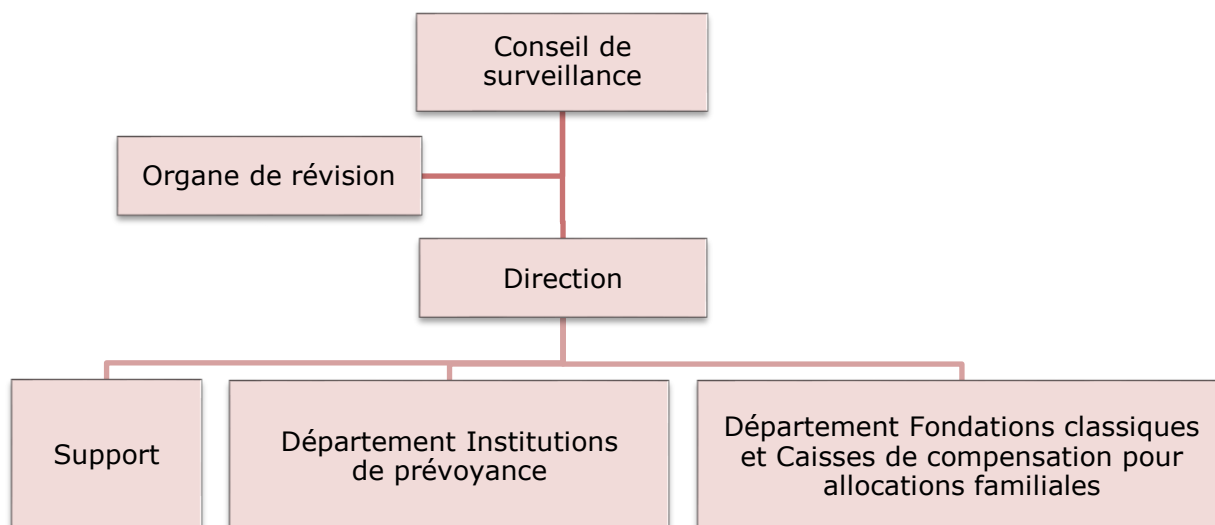 Conseil de
surveillance
Organe de révision
Direction
Support
Département Institutions
de prévoyance
Département Fondations classiques
et Caisses de compensation pour
allocations familiales